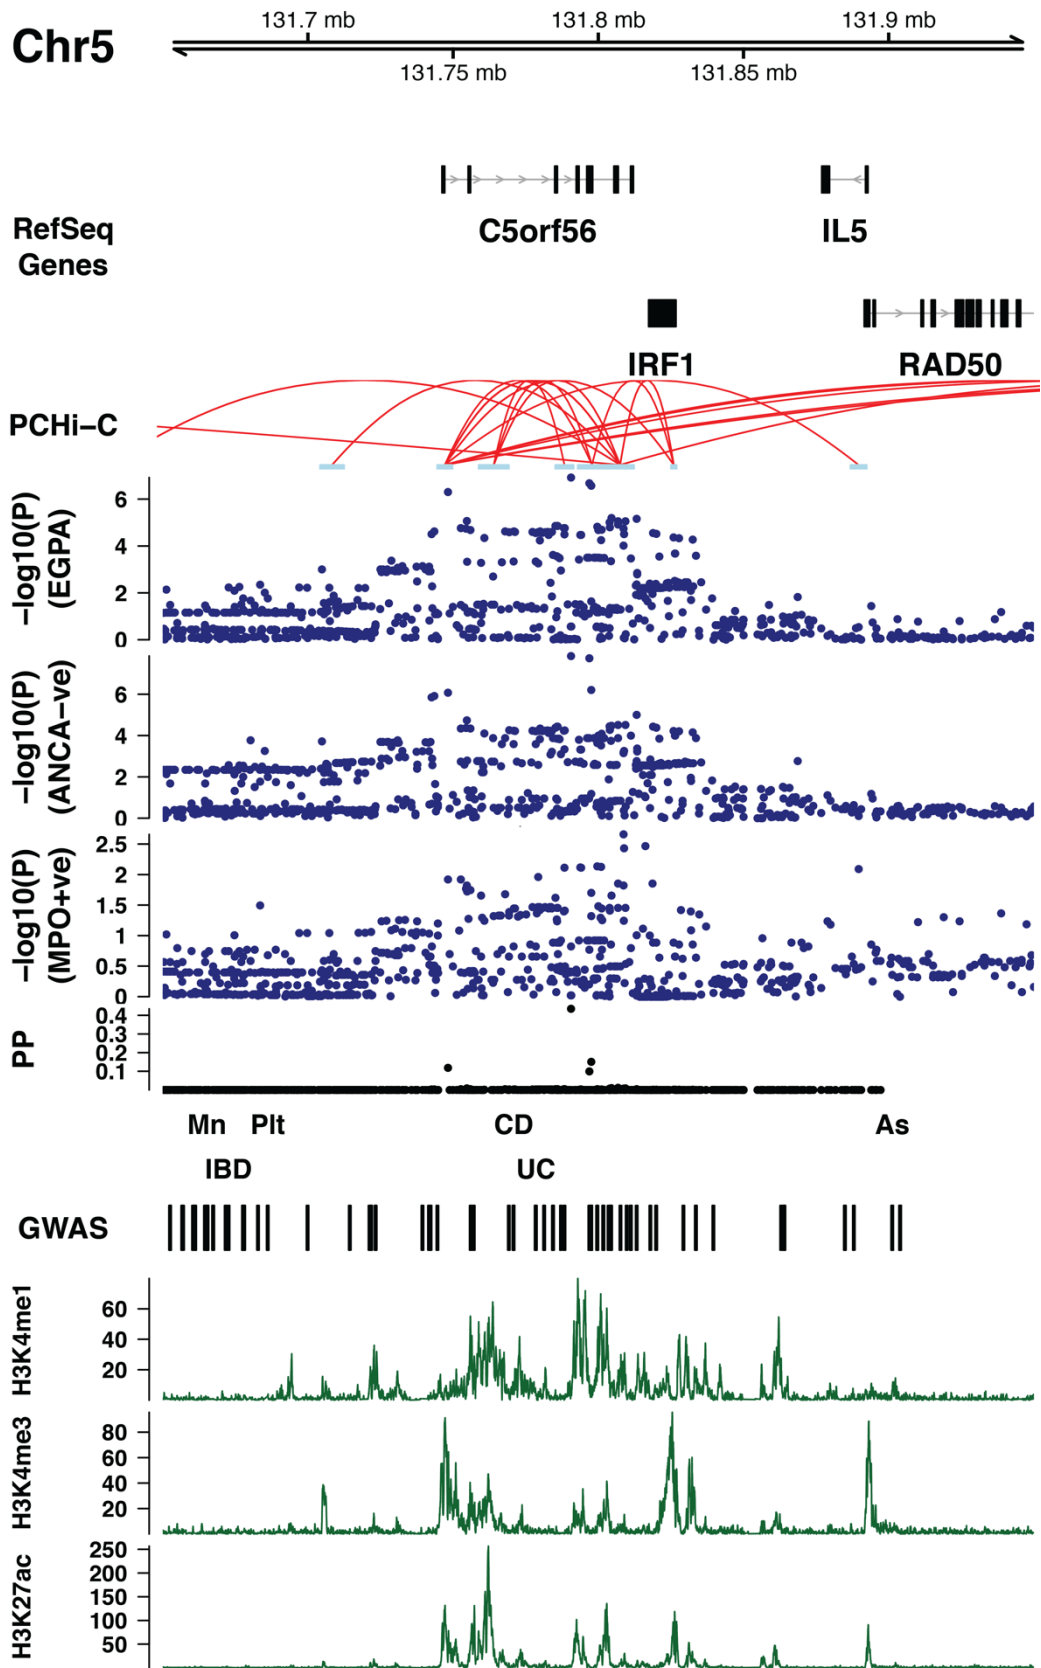 131.7 mb 131.8 mb 131.9 mb
Chr5
131.75 mb 131.85 mb
C5orf56 IL5
RefSeq
Genes
IRF1 RAD50
PCHi–C
–log10(P)
(EGPA)
6
4
2
0
–log10(P)
(ANCA–ve)
6
4
2
0
–log10(P)
(MPO+ve)
2.5
2
1.5
1
0.5
0
PP
0.4
0.3
0.2
0.1
Mn Plt CD As
IBD UC
GWAS
H3K4me1
60
40
20
H3K4me3
80
60
40
20
H3K27ac
250
200
150
100
50